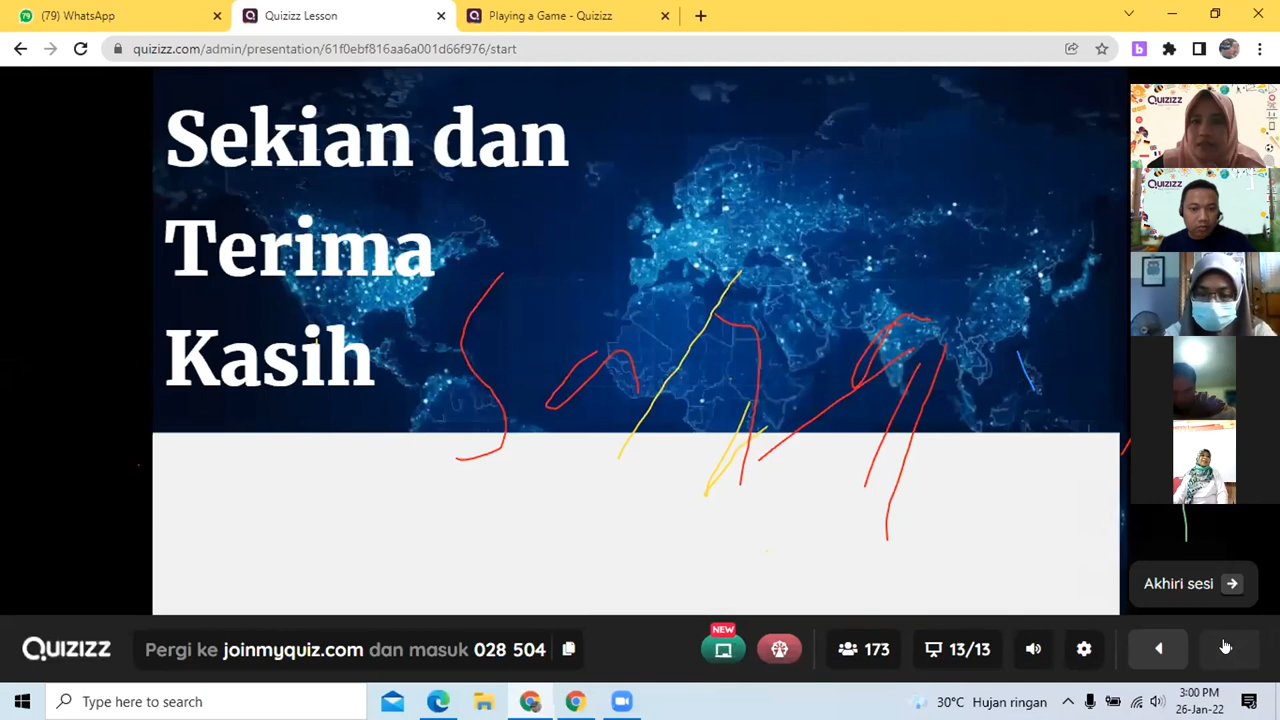 (79) WhatsApp
Quizizz Lesson
Playing a Game - Quizizz
quizizz.com/admin/presentation/61f0ebf816aa6a001d66f976/start
b
QUIZIZZ
QUIZIZZ
Sekian dan
Terima
Kasih
Akhiri sesi
QUIZIZZ
Pergi ke joinmyquiz.com dan masuk 028 504
NEW
173
13/13
Type here to search
30°C Hujan ringan
3:00 PM
26-Jan-22